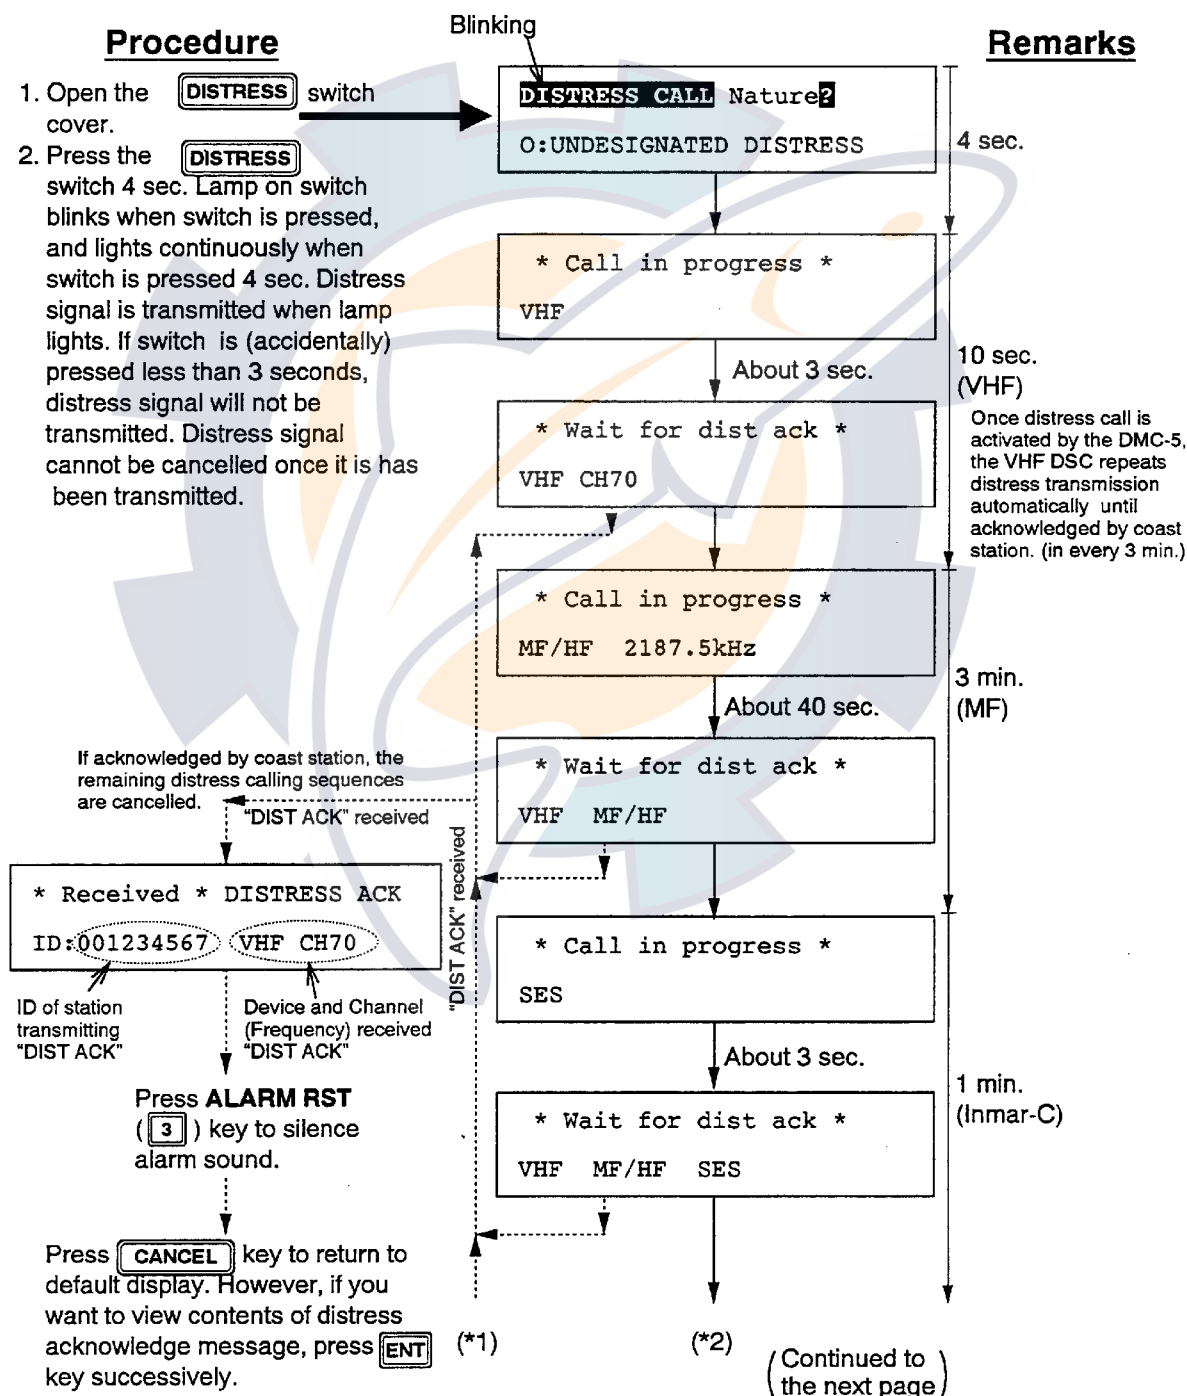 Blinking
Procedure
Remarks
1. Open the DISTRESS switch
cover.
2. Press the DISTRESS
switch 4 sec. Lamp on switch
blinks when switch is pressed,
and lights continuously when
switch is pressed 4 sec. Distress
signal is transmitted when lamp
lights. If switch is (accidentally)
pressed less than 3 seconds,
distress signal will not be
transmitted. Distress signal
cannot be cancelled once it is has
been transmitted.
DISTRESS CALL Nature?
O:UNDESIGNATED DISTRESS
4 sec.
* Call in progress *
VHF
About 3 sec.
10 sec.
(VHF)
* Wait for dist ack *
VHF CH70
Once distress call is
activated by the DMC-5,
the VHF DSC repeats
distress transmission
automatically until
acknowledged by coast
station. (in every 3 min.)
* Call in progress *
MF/HF 2187.5kHz
3 min.
(MF)
About 40 sec.
* Wait for dist ack *
VHF MF/HF
If acknowledged by coast station, the
remaining distress calling sequences
are cancelled.
"DIST ACK" received
"DIST ACK" received
* Received * DISTRESS ACK
ID:001234567 VHF CH70
ID of station
transmitting
"DIST ACK"
Device and Channel
(Frequency) received
"DIST ACK"
* Call in progress *
SES
About 3 sec.
1 min.
(Inmar-C)
* Wait for dist ack *
VHF MF/HF SES
Press ALARM RST
( 3 ) key to silence
alarm sound.
Press CANCEL key to return to
default display. However, if you
want to view contents of distress
acknowledge message, press ENT
key successively.
(*1)
(*2)
(Continued to
the next page)